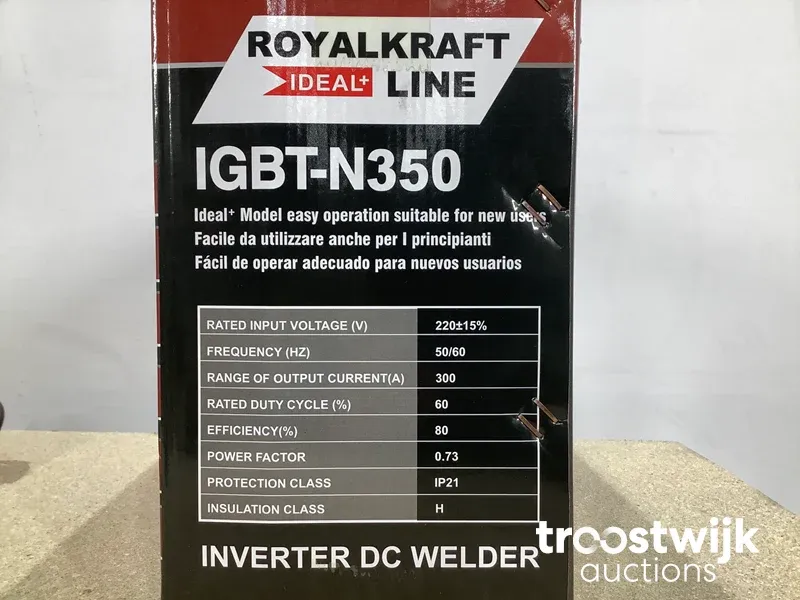 ROYALKRAFT
IDEAL+ LINE
IGBT-N350
Ideal+ Model easy operation suitable for new users
Facile da utilizzare anche per I principianti
Fácil de operar adecuado para nuevos usuarios
RATED INPUT VOLTAGE (V) 220±15%
FREQUENCY (HZ) 50/60
RANGE OF OUTPUT CURRENT(A) 300
RATED DUTY CYCLE (%) 60
EFFICIENCY(%) 80
POWER FACTOR 0.73
PROTECTION CLASS IP21
INSULATION CLASS H
INVERTER DC WELDER
troostwijk
auctions